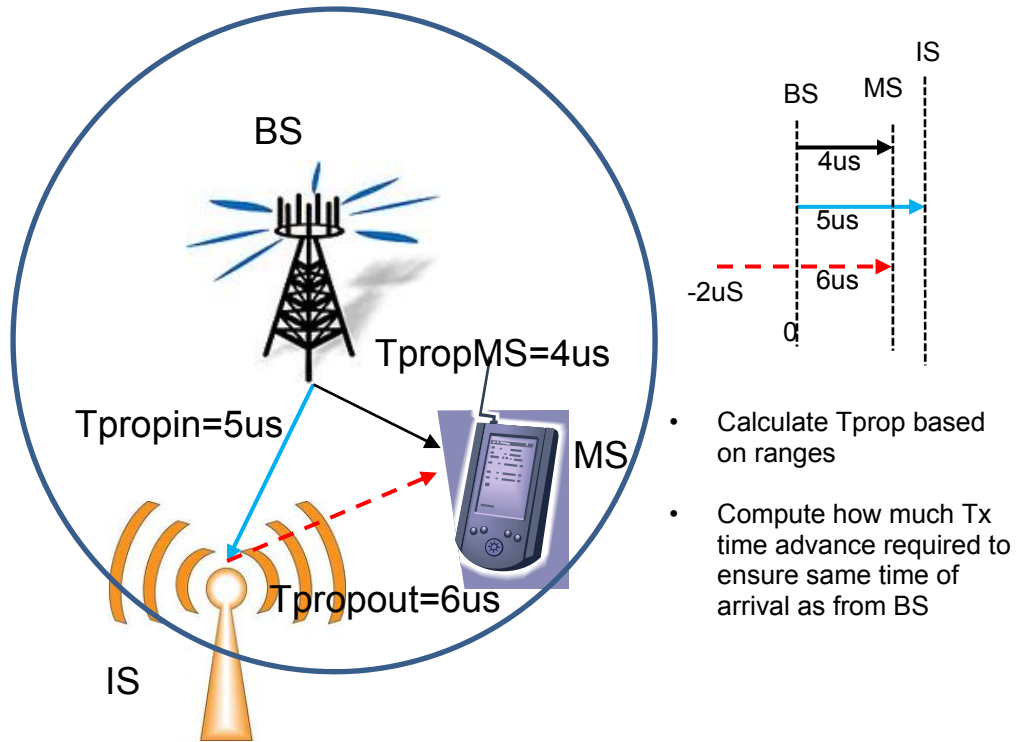 BS
TpropMS=4us
Tpropin=5us
MS
Tpropout=6us
IS
IS
BS
MS
4us
5us
6us
-2uS
0
• Calculate Tprop based
on ranges
• Compute how much Tx
time advance required to
ensure same time of
arrival as from BS